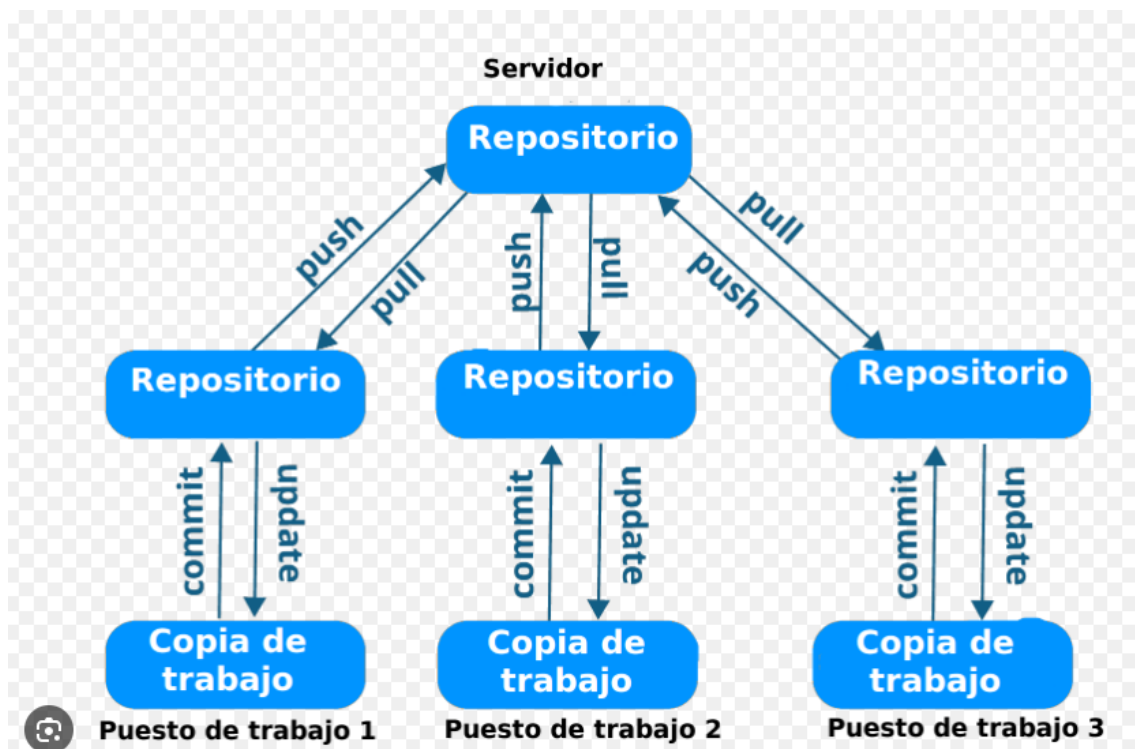 Servidor
Repositorio
push
pull
push
pull
push
pull
Repositorio
Repositorio
Repositorio
commit
update
commit
update
commit
update
Copia de
trabajo
Copia de
trabajo
Copia de
trabajo
Puesto de trabajo 1
Puesto de trabajo 2
Puesto de trabajo 3